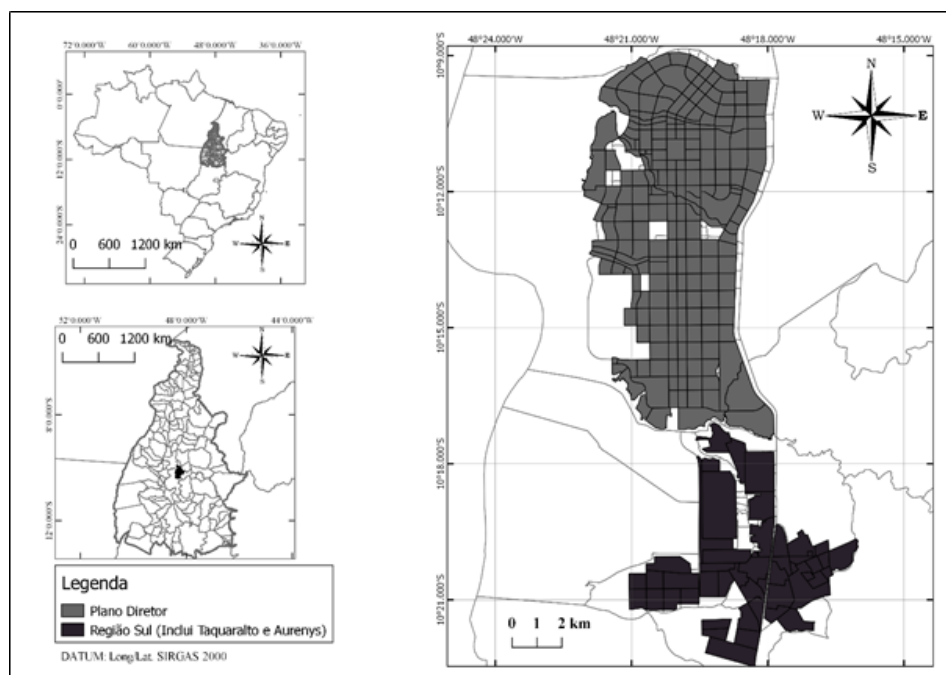 72°0.000'W 60°0.000'W 48°0.000'W 36°0.000'W
0°0.000'
12°0.000'S
24°0.000'S
N
W E
S
0 600 1200 km
52°0.000'W 48°0.000'W 44°0.000'W
0 600 1200 km
N
W E
S
8°0.000'S
12°0.000'S
Legenda
Plano Diretor
Região Sul (Inclui Taquaralto e Aurenys)
DATUM: Long/Lat. SIRGAS 2000
48°24.000'W 48°21.000'W 48°18.000'W 48°15.000'W
10°9.000'S
N
W E
S
10°12.000'S
10°15.000'S
10°18.000'S
10°21.000'S
0 1 2 km